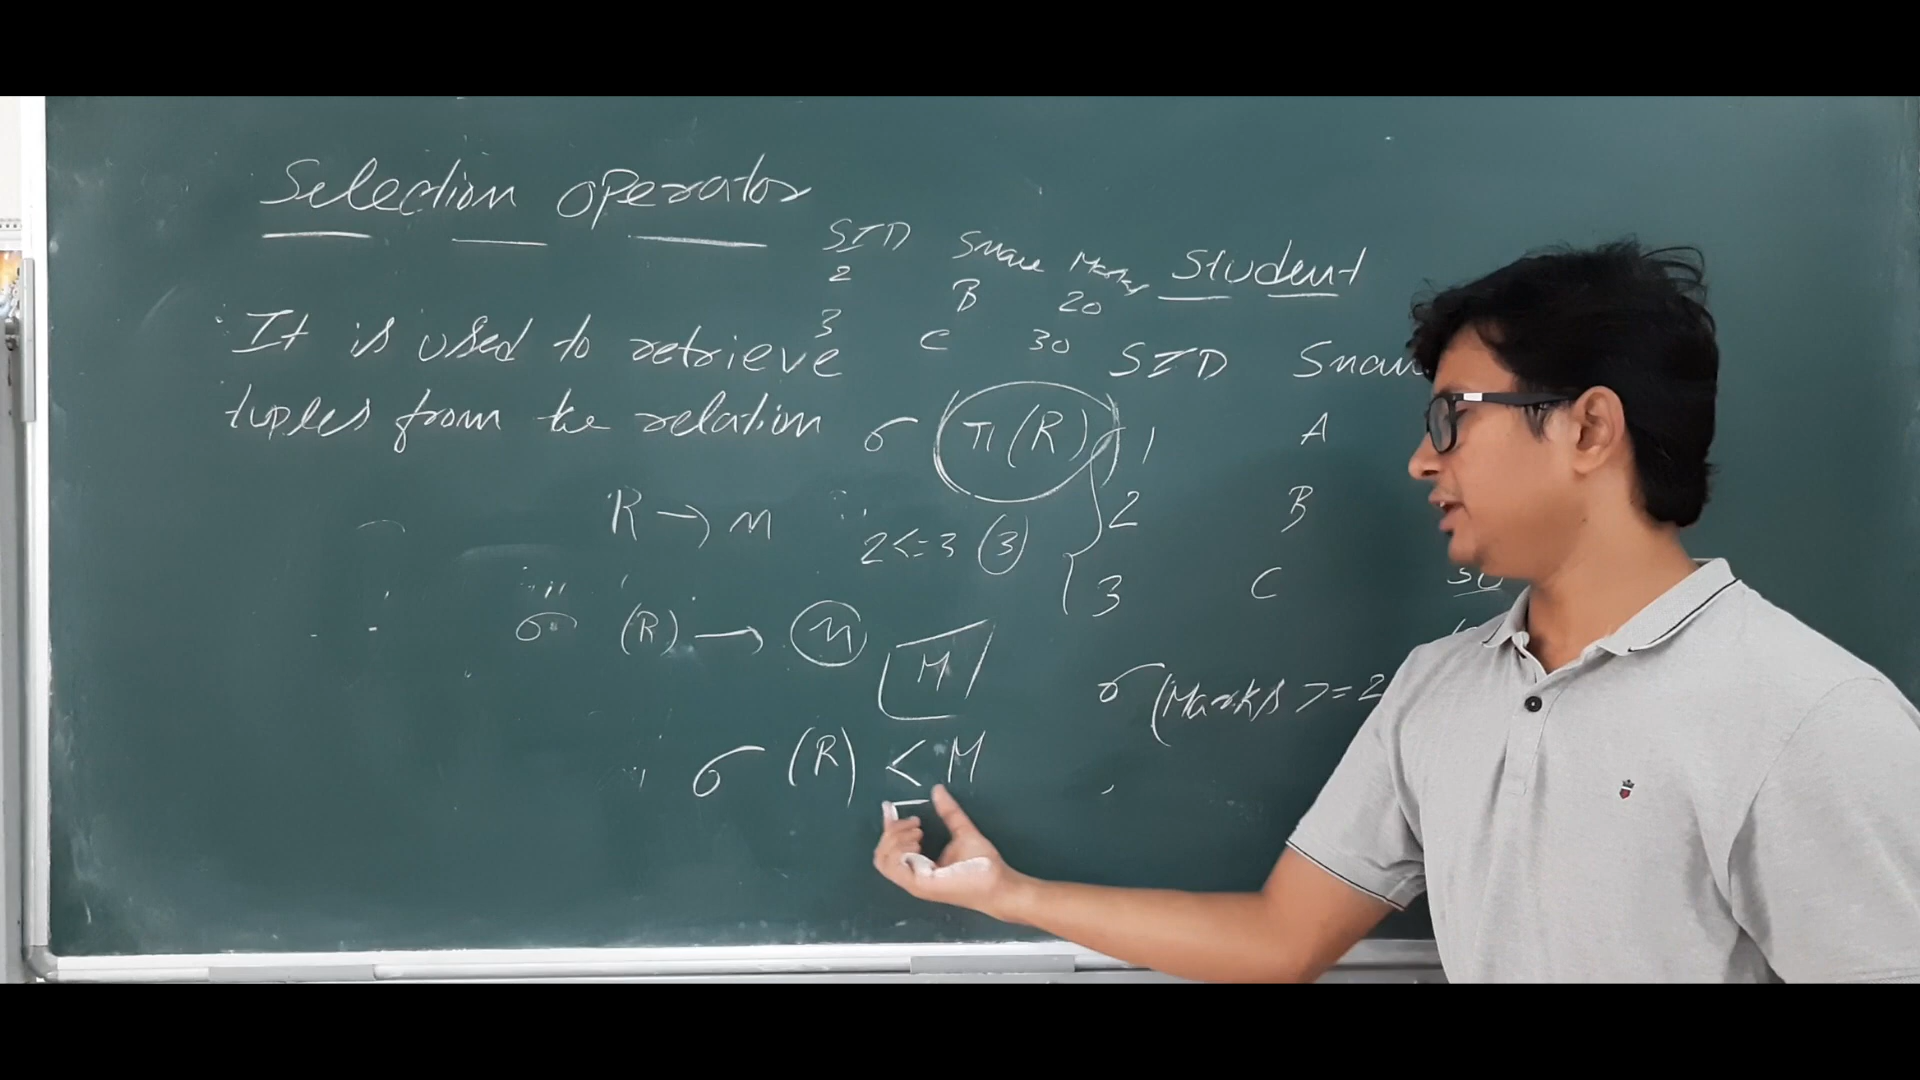 Selection operator
SID Sname Marks
2 B 20
3 C 30
Student
It is used to retrieve
tuples from the relation
SID
1 A
2 B
3 C
σ (π (R))
R → n
2 <= 3 (3)
σ (R) → n
M
σ (R) ≤ M
σ (Marks >= 2